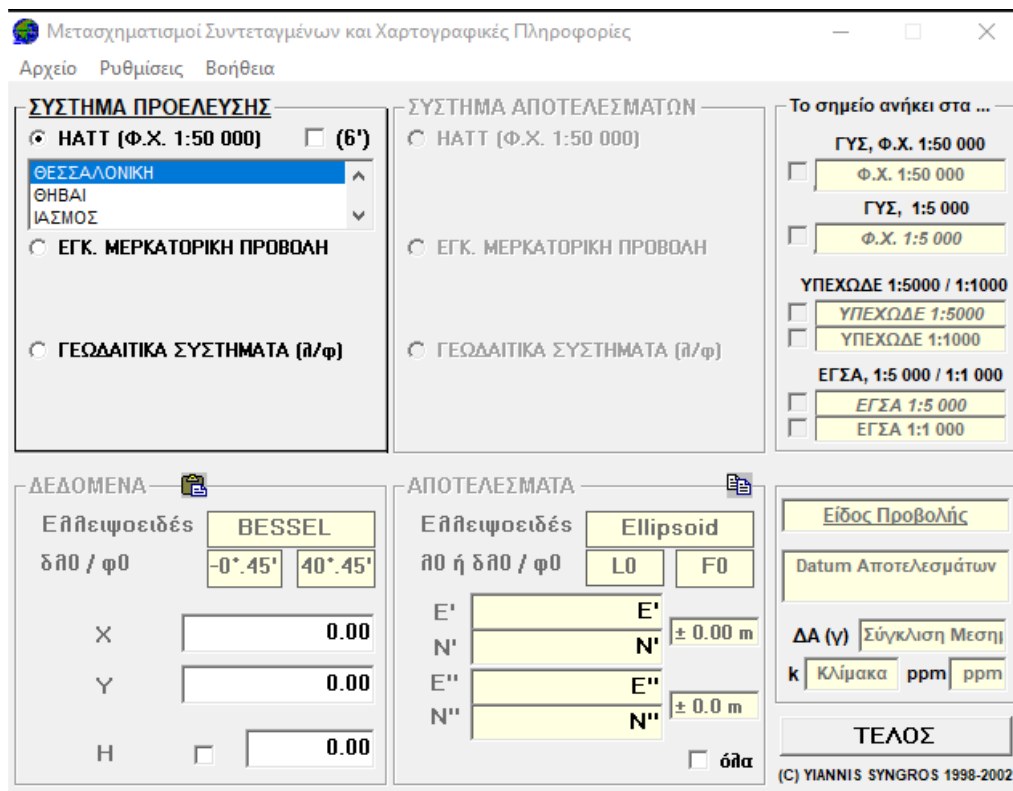 Μετασχηματισμοί Συντεταγμένων και Χαρτογραφικές Πληροφορίες
Αρχείο Ρυθμίσεις Βοήθεια
ΣΥΣΤΗΜΑ ΠΡΟΕΛΕΥΣΗΣ
HATT (Φ.Χ. 1:50 000) (6')
ΘΕΣΣΑΛΟΝΙΚΗ
ΘΗΒΑΙ
ΙΑΣΜΟΣ
ΕΓΚ. ΜΕΡΚΑΤΟΡΙΚΗ ΠΡΟΒΟΛΗ
ΓΕΩΔΑΙΤΙΚΑ ΣΥΣΤΗΜΑΤΑ (λ/φ)
ΣΥΣΤΗΜΑ ΑΠΟΤΕΛΕΣΜΑΤΩΝ
HATT (Φ.Χ. 1:50 000)
ΕΓΚ. ΜΕΡΚΑΤΟΡΙΚΗ ΠΡΟΒΟΛΗ
ΓΕΩΔΑΙΤΙΚΑ ΣΥΣΤΗΜΑΤΑ (λ/φ)
Το σημείο ανήκει στα ...
ΓΥΣ, Φ.Χ. 1:50 000
Φ.Χ. 1:50 000
ΓΥΣ, 1:5 000
Φ.Χ. 1:5 000
ΥΠΕΧΩΔΕ 1:5000 / 1:1000
ΥΠΕΧΩΔΕ 1:5000
ΥΠΕΧΩΔΕ 1:1000
ΕΓΣΑ, 1:5 000 / 1:1 000
ΕΓΣΑ 1:5 000
ΕΓΣΑ 1:1 000
ΔΕΔΟΜΕΝΑ
Ελλειψοειδές BESSEL
δλ0 / φ0 -0°.45' 40°.45'
X 0.00
Y 0.00
H 0.00
ΑΠΟΤΕΛΕΣΜΑΤΑ
Ελλειψοειδές Ellipsoid
λ0 ή δλ0 / φ0 L0 F0
E' E'
± 0.00 m
N' N'
E'' E''
± 0.0 m
N'' N''
όλα
Είδος Προβολής
Datum Αποτελεσμάτων
ΔΑ (γ) Σύγκλιση Μεση
k Κλίμακα ppm ppm
ΤΕΛΟΣ
(C) YIANNIS SYNGROS 1998-2002